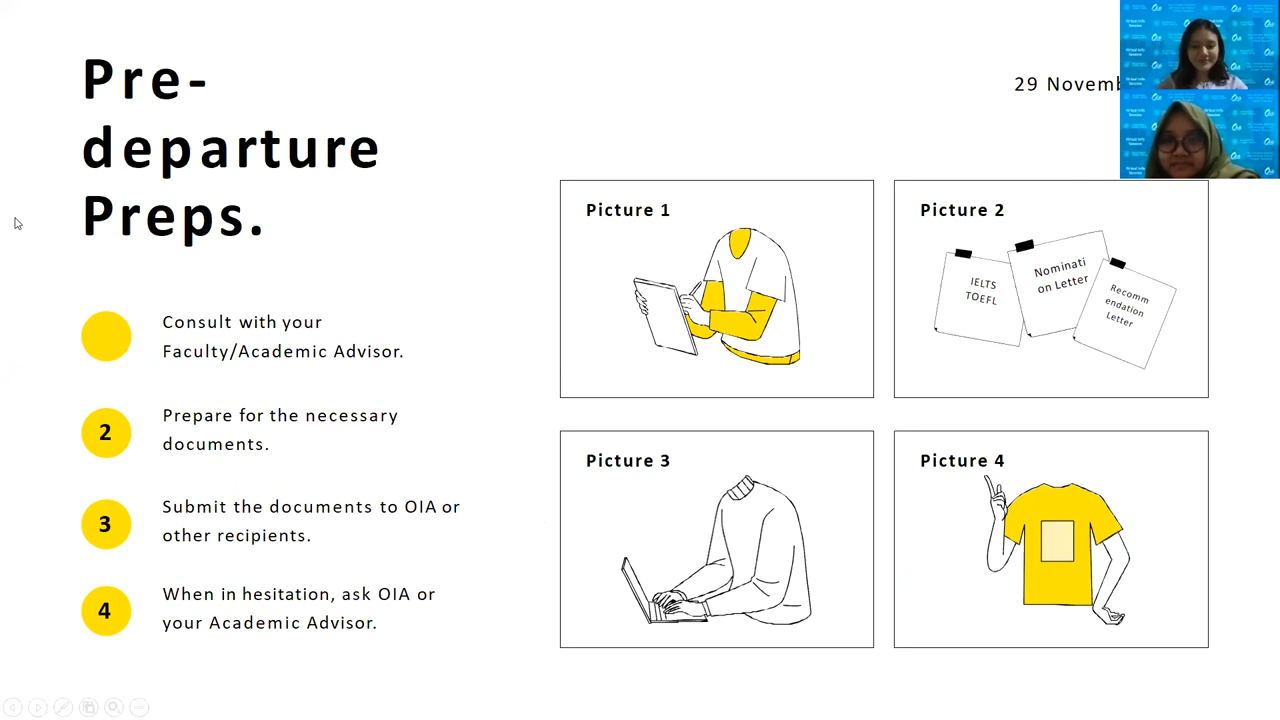 Pre-
departure
Preps.
29 Novemb
Consult with your
Faculty/Academic Advisor.
2
Prepare for the necessary
documents.
3
Submit the documents to OIA or
other recipients.
4
When in hesitation, ask OIA or
your Academic Advisor.
Picture 1
Picture 2
IELTS
TOEFL
Nominati
on Letter
Recomm
endation
Letter
Picture 3
Picture 4